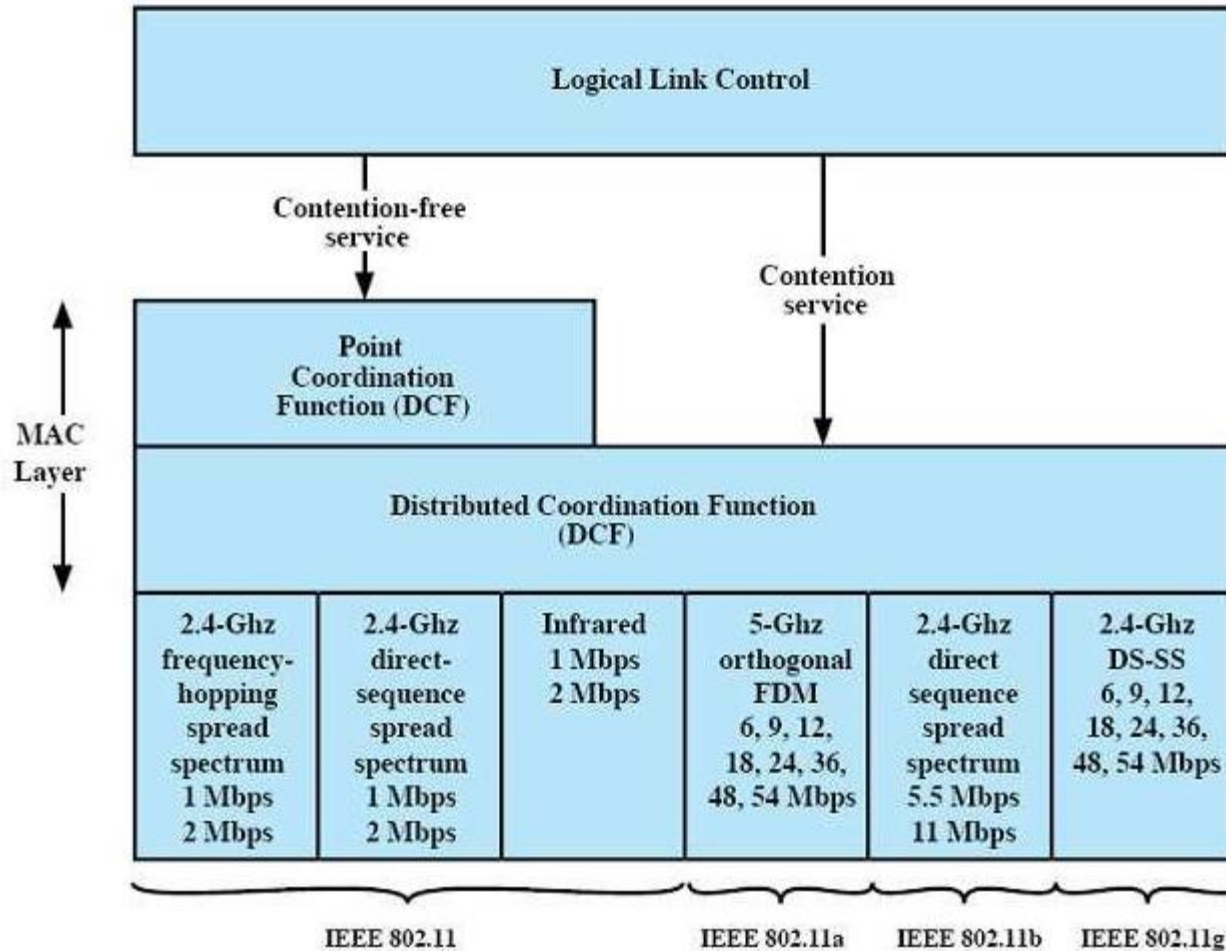 Logical Link Control
Contention-free
service
Contention
service
Point
Coordination
Function (DCF)
MAC
Layer
Distributed Coordination Function
(DCF)
2.4-Ghz
frequency-
hopping
spread
spectrum
1 Mbps
2 Mbps
2.4-Ghz
direct-
sequence
spread
spectrum
1 Mbps
2 Mbps
Infrared
1 Mbps
2 Mbps
5-Ghz
orthogonal
FDM
6, 9, 12,
18, 24, 36,
48, 54 Mbps
2.4-Ghz
direct
sequence
spread
spectrum
5.5 Mbps
11 Mbps
2.4-Ghz
DS-SS
6, 9, 12,
18, 24, 36,
48, 54 Mbps
IEEE 802.11
IEEE 802.11a
IEEE 802.11b
IEEE 802.11g